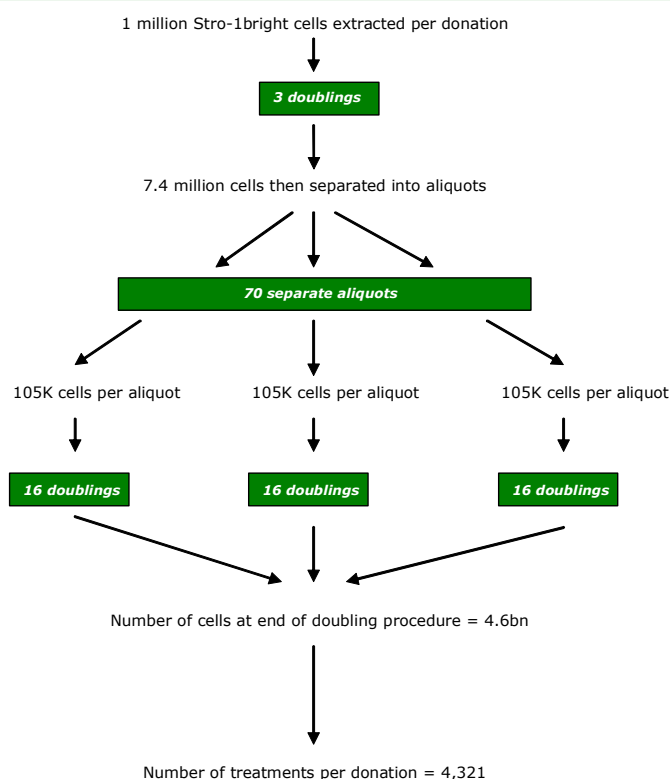 1 million Stro-1bright cells extracted per donation
3 doublings
7.4 million cells then separated into aliquots
70 separate aliquots
105K cells per aliquot
105K cells per aliquot
105K cells per aliquot
16 doublings
16 doublings
16 doublings
Number of cells at end of doubling procedure = 4.6bn
Number of treatments per donation = 4,321